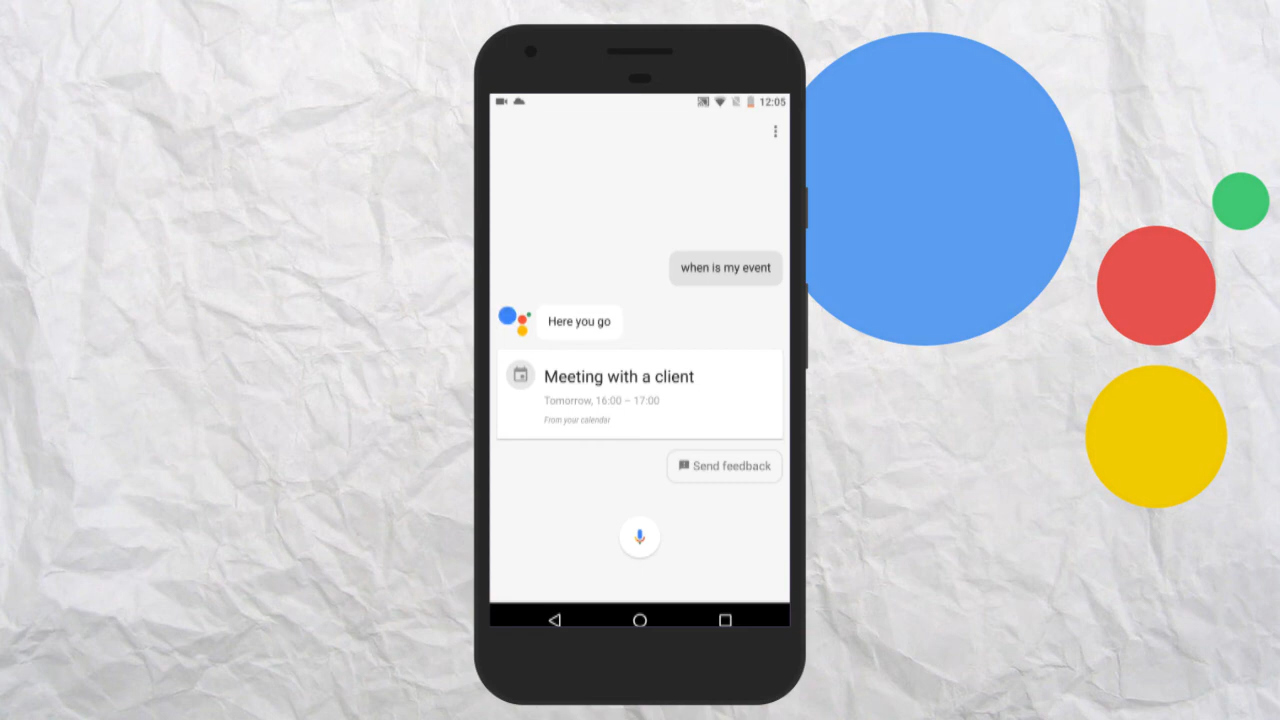 12:05
when is my event
Here you go
Meeting with a client
Tomorrow, 16:00 – 17:00
From your calendar
Send feedback